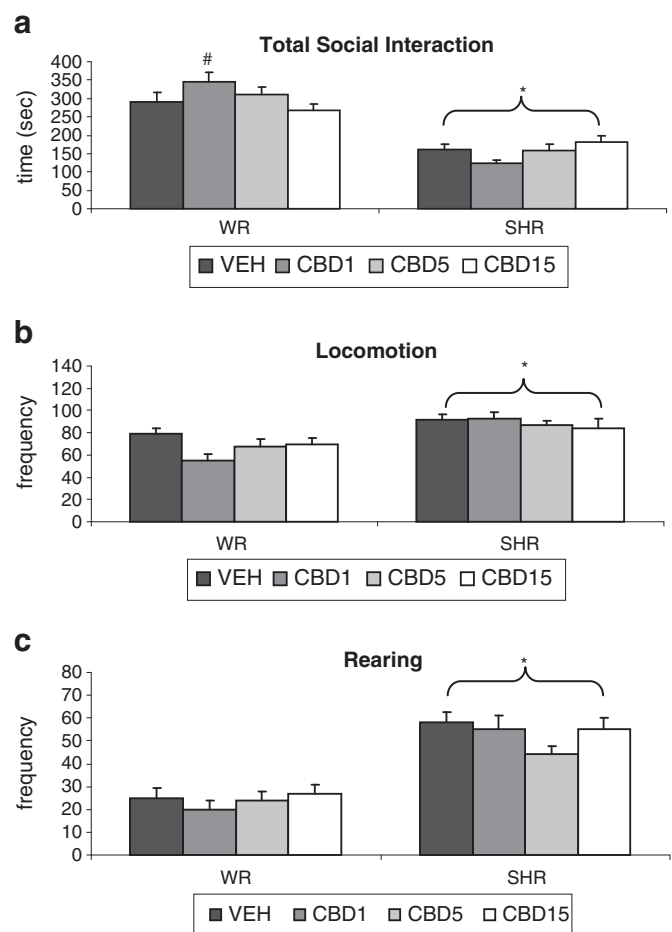 a
Total Social Interaction
#
*
400
350
300
250
200
150
100
50
0
time (sec)
WR SHR
VEH CBD1 CBD5 CBD15
b
Locomotion
*
140
120
100
80
60
40
20
0
frequency
WR SHR
VEH CBD1 CBD5 CBD15
c
Rearing
*
80
70
60
50
40
30
20
10
0
frequency
WR SHR
VEH CBD1 CBD5 CBD15